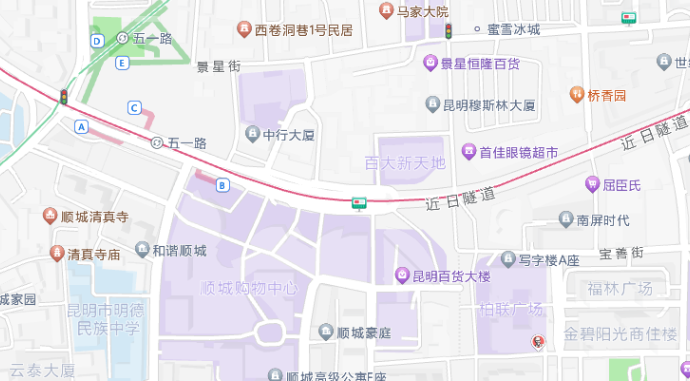 马家大院
西卷洞巷1号民居
蜜雪冰城
D
五一路
E
景星街
景星恒隆百货
世
桥香园
C
昆明穆斯林大厦
A
中行大厦
近日隧道
五一路
首佳眼镜超市
百大新天地
B
屈臣氏
近日隧道
顺城清真寺
南屏时代
清真寺庙
和谐顺城
宝善街
写字楼A座
昆明百货大楼
顺城购物中心
福林广场
城家园
昆明市明德
民族中学
柏联广场
顺城豪庭
金碧阳光商住楼
云泰大厦
顺城高级公寓E座